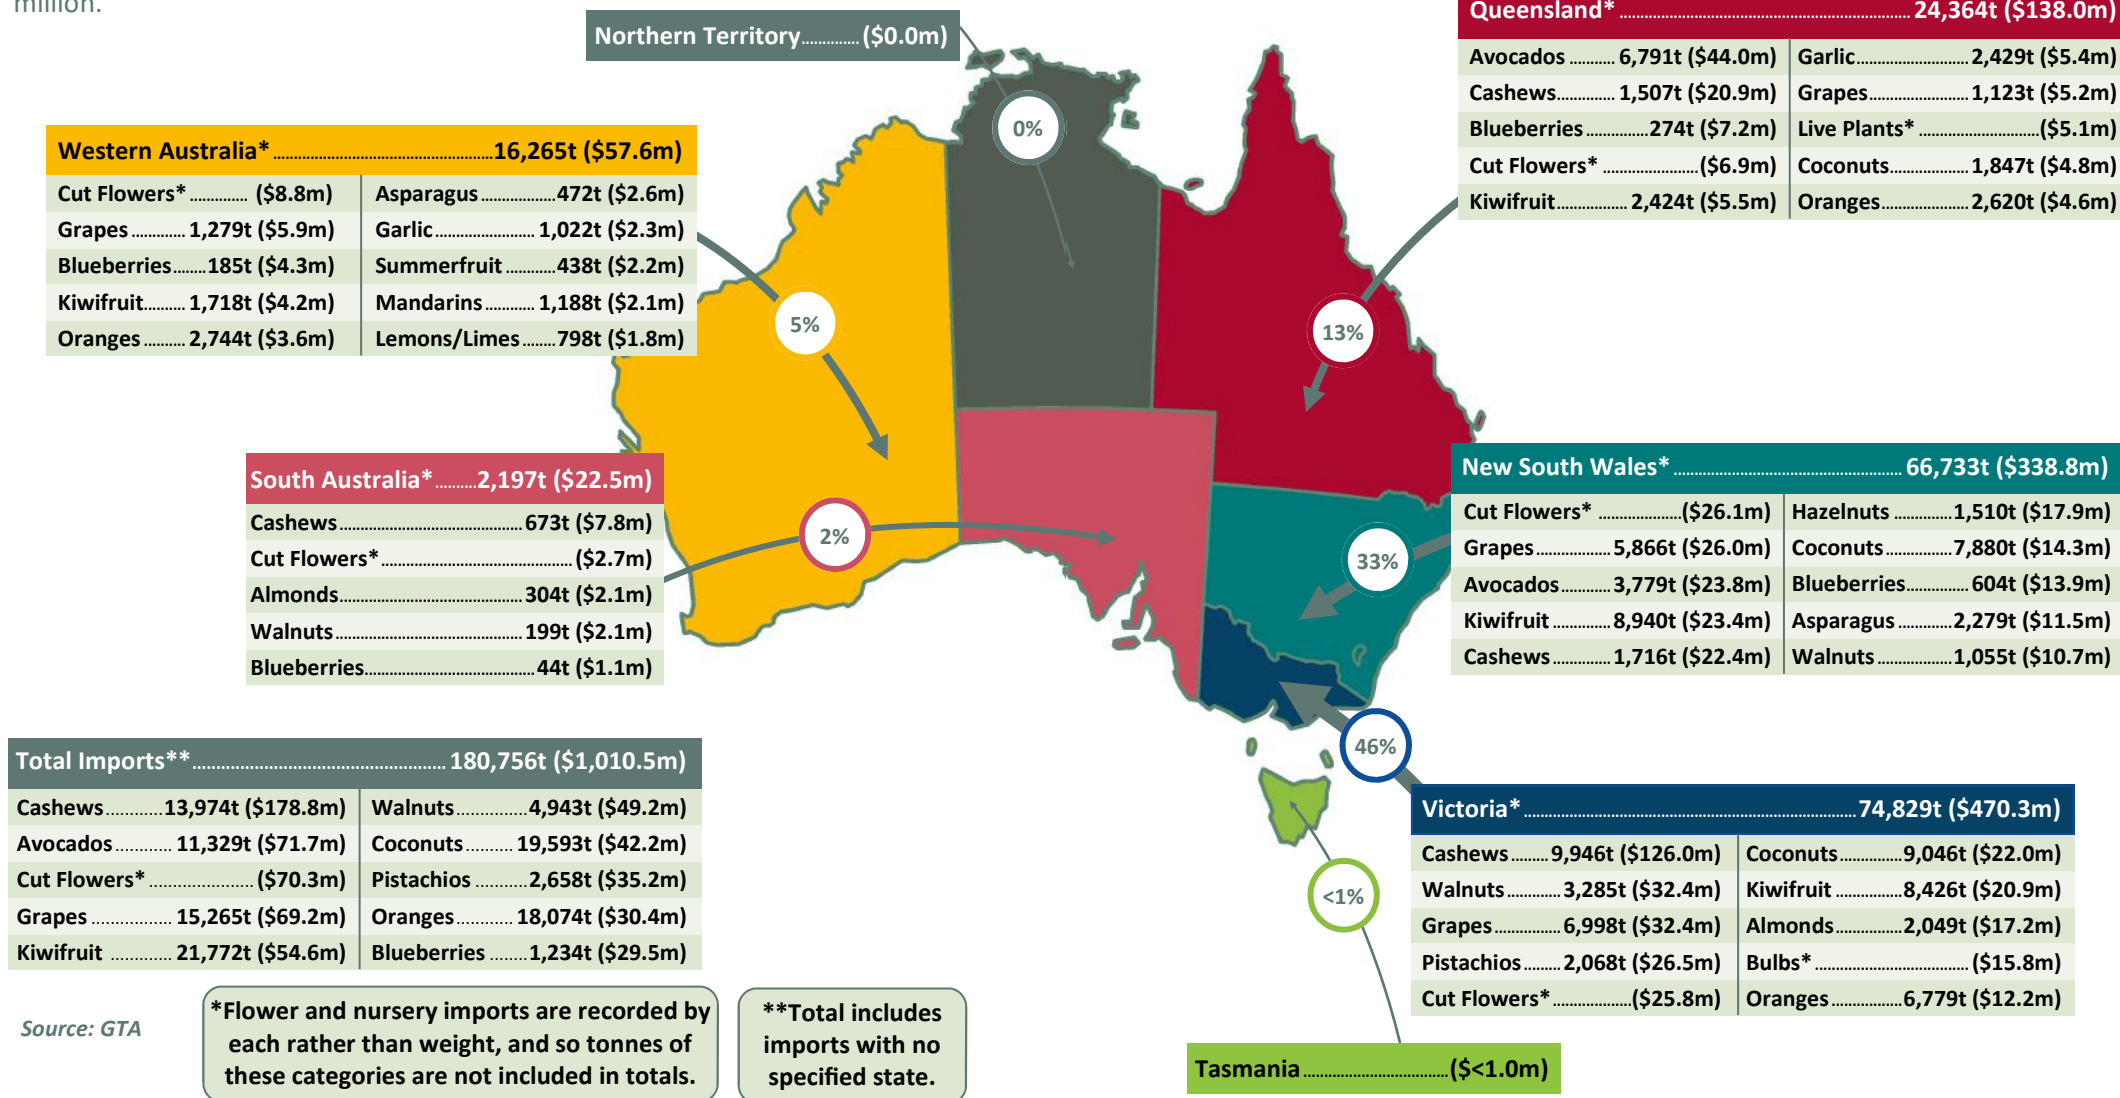 million.
Northern Territory.............. ($0.0m)
Queensland* .......... 24,364t ($138.0m)
Avocados .......... 6,791t ($44.0m)
Cashews............. 1,507t ($20.9m)
Blueberries ..............274t ($7.2m)
Cut Flowers* .......................($6.9m)
Kiwifruit................ 2,424t ($5.5m)
Garlic......................... 2,429t ($5.4m)
Grapes...................... 1,123t ($5.2m)
Live Plants* ...........................($5.1m)
Coconuts.................. 1,847t ($4.8m)
Oranges.................... 2,620t ($4.6m)
Western Australia* ..........16,265t ($57.6m)
Cut Flowers* .............. ($8.8m)
Grapes ............ 1,279t ($5.9m)
Blueberries.......185t ($4.3m)
Kiwifruit......... 1,718t ($4.2m)
Oranges ......... 2,744t ($3.6m)
Asparagus .................472t ($2.6m)
Garlic...................... 1,022t ($2.3m)
Summerfruit ...........438t ($2.2m)
Mandarins ............ 1,188t ($2.1m)
Lemons/Limes .......798t ($1.8m)
0%
5%
13%
South Australia* .........2,197t ($22.5m)
Cashews ......................................... 673t ($7.8m)
Cut Flowers* ........................................... ($2.7m)
Almonds......................................... 304t ($2.1m)
Walnuts .......................................... 199t ($2.1m)
Blueberries...................................... 44t ($1.1m)
2%
33%
New South Wales* .......... 66,733t ($338.8m)
Cut Flowers* ..................($26.1m)
Grapes ................ 5,866t ($26.0m)
Avocados ..........3,779t ($23.8m)
Kiwifruit ............ 8,940t ($23.4m)
Cashews............. 1,716t ($22.4m)
Hazelnuts ............. 1,510t ($17.9m)
Coconuts...............7,880t ($14.3m)
Blueberries .............. 604t ($13.9m)
Asparagus ............2,279t ($11.5m)
Walnuts ................1,055t ($10.7m)
46%
<1%
Total Imports** .......... 180,756t ($1,010.5m)
Cashews ............13,974t ($178.8m)
Avocados ............ 11,329t ($71.7m)
Cut Flowers* ...................... ($70.3m)
Grapes ................. 15,265t ($69.2m)
Kiwifruit ............. 21,772t ($54.6m)
Walnuts ................4,943t ($49.2m)
Coconuts.......... 19,593t ($42.2m)
Pistachios ...........2,658t ($35.2m)
Oranges ............ 18,074t ($30.4m)
Blueberries ........1,234t ($29.5m)
Victoria* ..........74,829t ($470.3m)
Cashews ........ 9,946t ($126.0m)
Walnuts ............ 3,285t ($32.4m)
Grapes .............. 6,998t ($32.4m)
Pistachios ........ 2,068t ($26.5m)
Cut Flowers* ..................($25.8m)
Coconuts..............9,046t ($22.0m)
Kiwifruit .............. 8,426t ($20.9m)
Almonds...............2,049t ($17.2m)
Bulbs* .................................. ($15.8m)
Oranges ...............6,779t ($12.2m)
Tasmania ................................($<1.0m)
Source: GTA
*Flower and nursery imports are recorded by
each rather than weight, and so tonnes of
these categories are not included in totals.
**Total includes
imports with no
specified state.